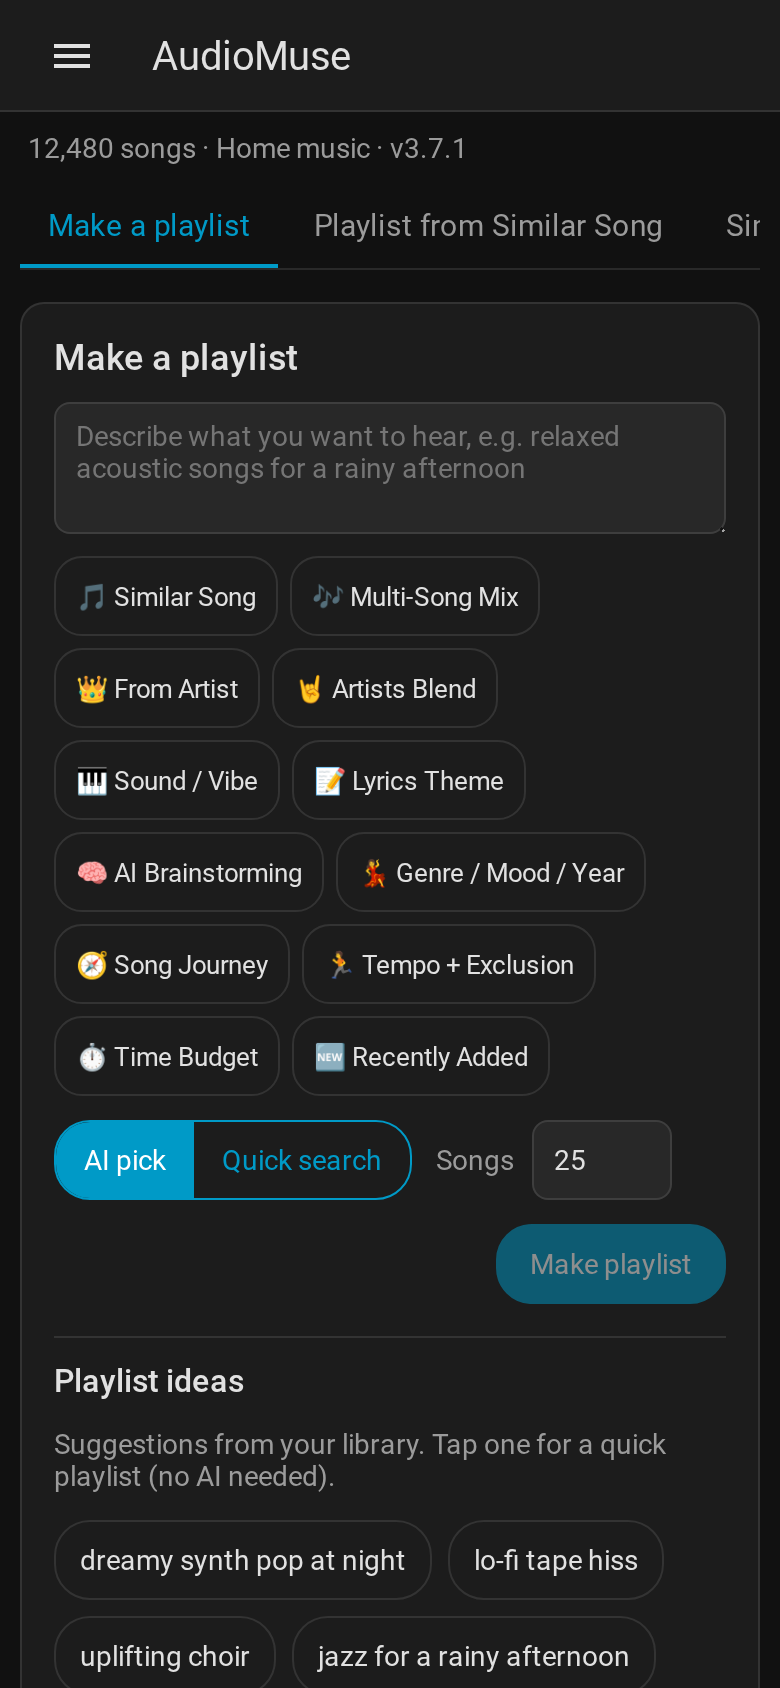 AudioMuse
12,480 songs · Home music · v3.7.1
Make a playlist
Playlist from Similar Song
Sir
Make a playlist
Describe what you want to hear, e.g. relaxed
acoustic songs for a rainy afternoon
🎵 Similar Song
🎶 Multi-Song Mix
👑 From Artist
🤘 Artists Blend
🎹 Sound / Vibe
📝 Lyrics Theme
🧠 AI Brainstorming
💃 Genre / Mood / Year
🧭 Song Journey
🏃 Tempo + Exclusion
⏱️ Time Budget
🆕 Recently Added
AI pick
Quick search
Songs
25
Make playlist
Playlist ideas
Suggestions from your library. Tap one for a quick
playlist (no AI needed).
dreamy synth pop at night
lo-fi tape hiss
uplifting choir
jazz for a rainy afternoon